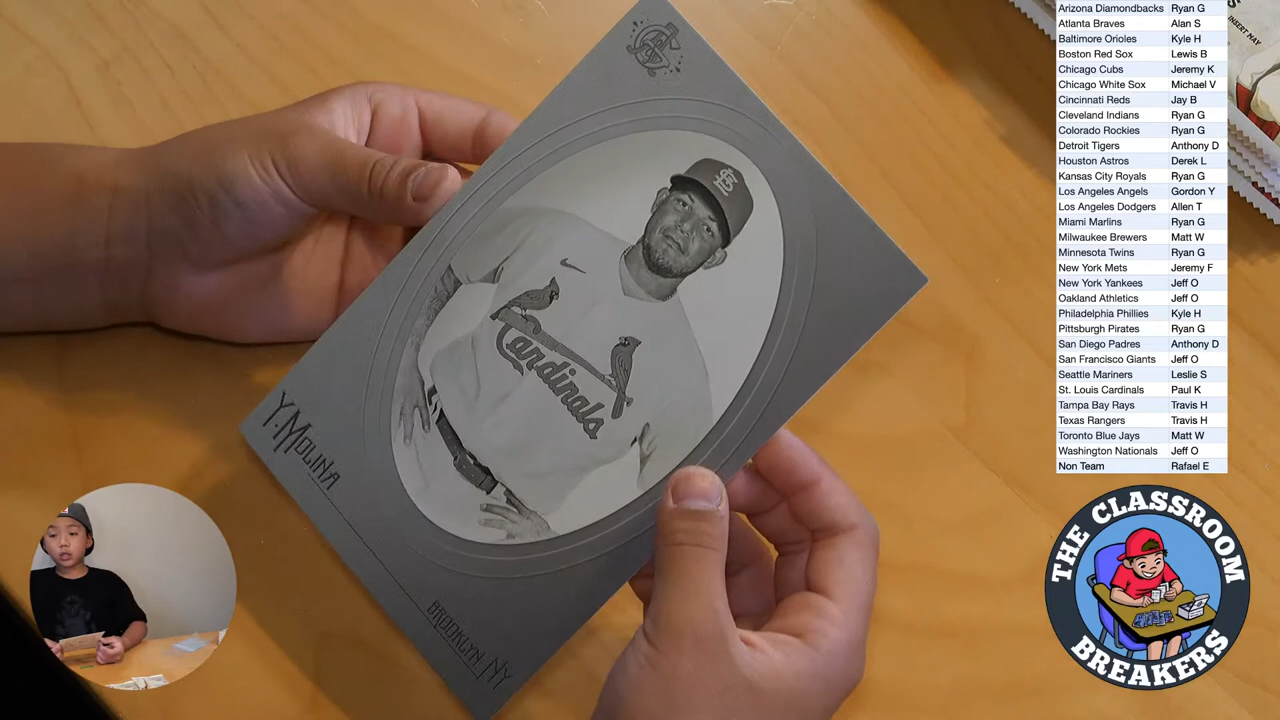 Arizona Diamondbacks Ryan G
Atlanta Braves Alan S
Baltimore Orioles Kyle H
Boston Red Sox Lewis B
Chicago Cubs Jeremy K
Chicago White Sox Michael V
Cincinnati Reds Jay B
Cleveland Indians Ryan G
Colorado Rockies Ryan G
Detroit Tigers Anthony D
Houston Astros Derek L
Kansas City Royals Ryan G
Los Angeles Angels Gordon Y
Los Angeles Dodgers Allen T
Miami Marlins Ryan G
Milwaukee Brewers Matt W
Minnesota Twins Ryan G
New York Mets Jeremy F
New York Yankees Jeff O
Oakland Athletics Jeff O
Philadelphia Phillies Kyle H
Pittsburgh Pirates Ryan G
San Diego Padres Anthony D
San Francisco Giants Jeff O
Seattle Mariners Leslie S
St. Louis Cardinals Paul K
Tampa Bay Rays Travis H
Texas Rangers Travis H
Toronto Blue Jays Matt W
Washington Nationals Jeff O
Non Team Rafael E
INSERT MAY
Cardinals
Y. MOLINA
BROOKLYN NY
THE CLASSROOM
BREAKERS